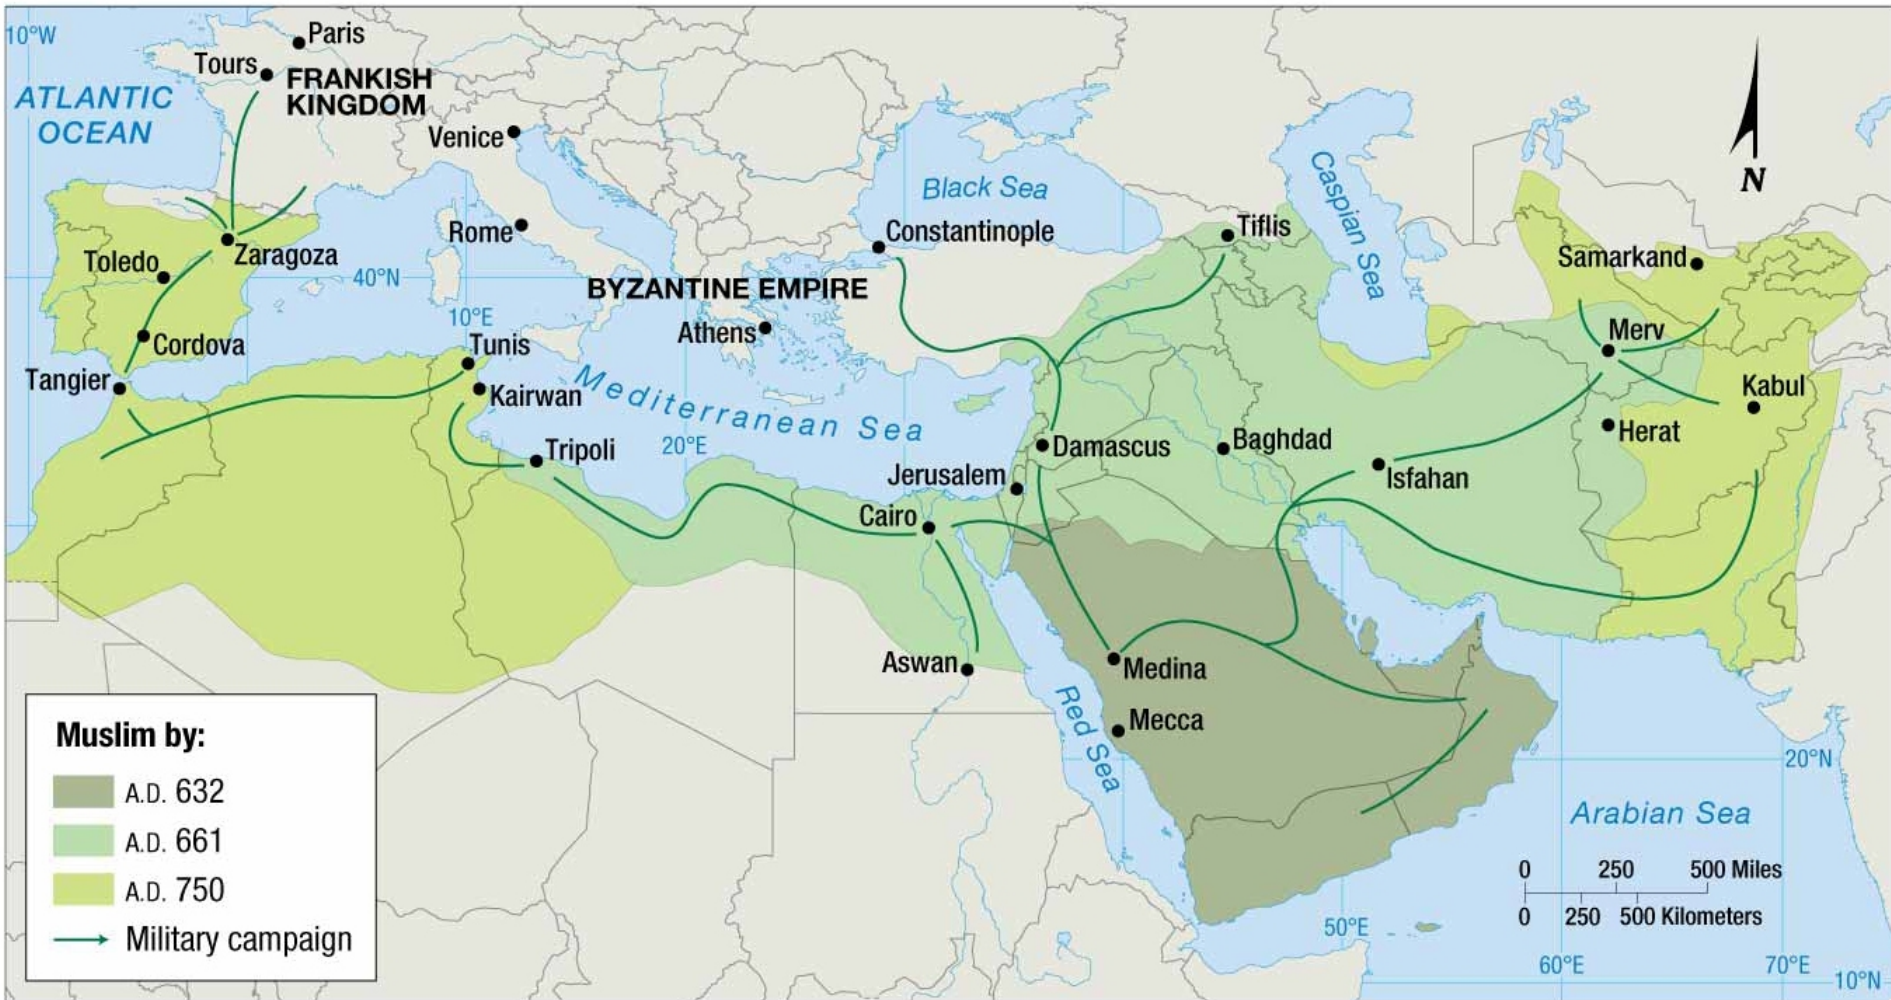 10°W
Paris
Tours
FRANKISH
KINGDOM
ATLANTIC
OCEAN
Venice
Black Sea
Caspian Sea
N
Constantinople
Tiflis
Rome
Zaragoza
Toledo
Samarkand
40°N
BYZANTINE EMPIRE
10°E
Athens
Cordova
Tunis
Merv
Tangier
Kairwan
Mediterranean Sea
Kabul
20°E
Damascus
Baghdad
Herat
Tripoli
Jerusalem
Isfahan
Cairo
Aswan
Medina
Red Sea
Mecca
Muslim by:
A.D. 632
A.D. 661
A.D. 750
Military campaign
20°N
Arabian Sea
0 250 500 Miles
0 250 500 Kilometers
50°E
60°E
70°E
10°N